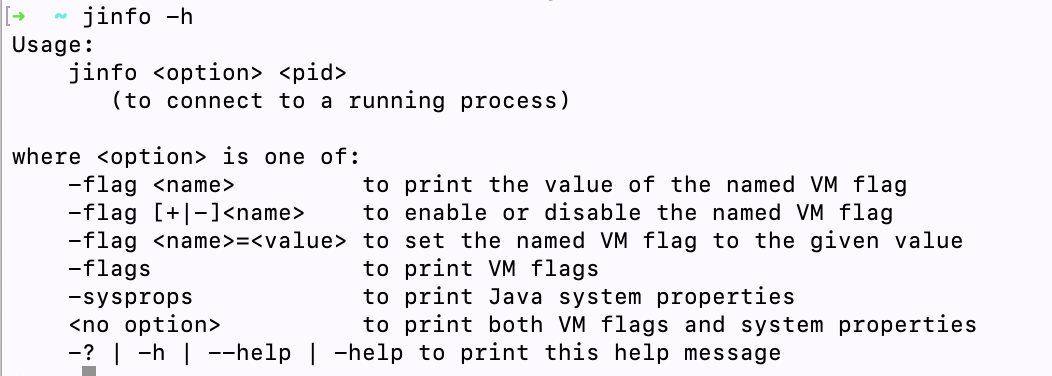 [➜  ~ jinfo -h
Usage:
    jinfo <option> <pid>
       (to connect to a running process)

where <option> is one of:
    -flag <name>         to print the value of the named VM flag
    -flag [+|-]<name>    to enable or disable the named VM flag
    -flag <name>=<value> to set the named VM flag to the given value
    -flags               to print VM flags
    -sysprops            to print Java system properties
    <no option>          to print both VM flags and system properties
    -? | -h | --help | -help to print this help message